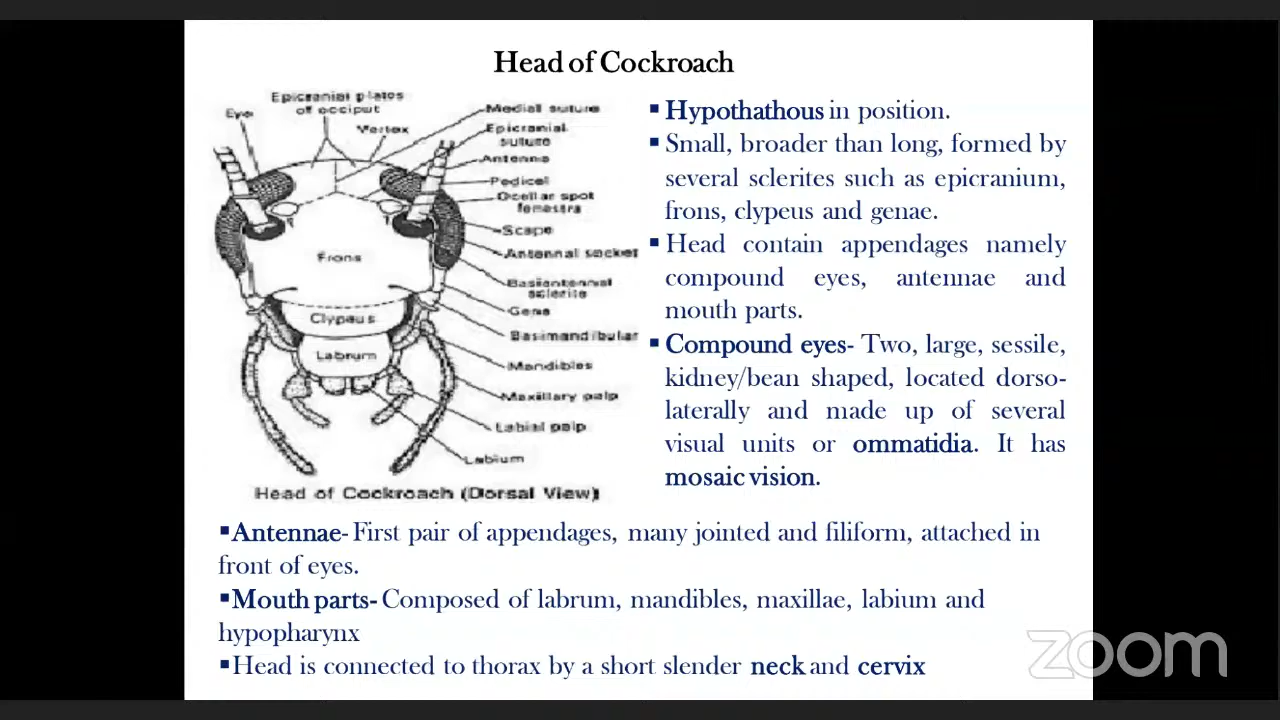 Head of Cockroach
Epicranial plates
of occiput
Eye
Vertex
Medial suture
Epicranial
suture
Antenna
Pedicel
Ocellar spot
fenestra
Scape
Antennal socket
Basiantennal
sclerite
Gena
Basimandibular
Mandibles
Maxillary palp
Labial palp
Labium
Frons
Clypeus
Labrum
Head of Cockroach (Dorsal View)
▪ Hypothathous in position.
▪ Small, broader than long, formed by
several sclerites such as epicranium,
frons, clypeus and genae.
▪ Head contain appendages namely
compound eyes, antennae and
mouth parts.
▪ Compound eyes- Two, large, sessile,
kidney/bean shaped, located dorso-
laterally and made up of several
visual units or ommatidia. It has
mosaic vision.
▪Antennae- First pair of appendages, many jointed and filiform, attached in
front of eyes.
▪Mouth parts- Composed of labrum, mandibles, maxillae, labium and
hypopharynx
▪Head is connected to thorax by a short slender neck and cervix
zoom